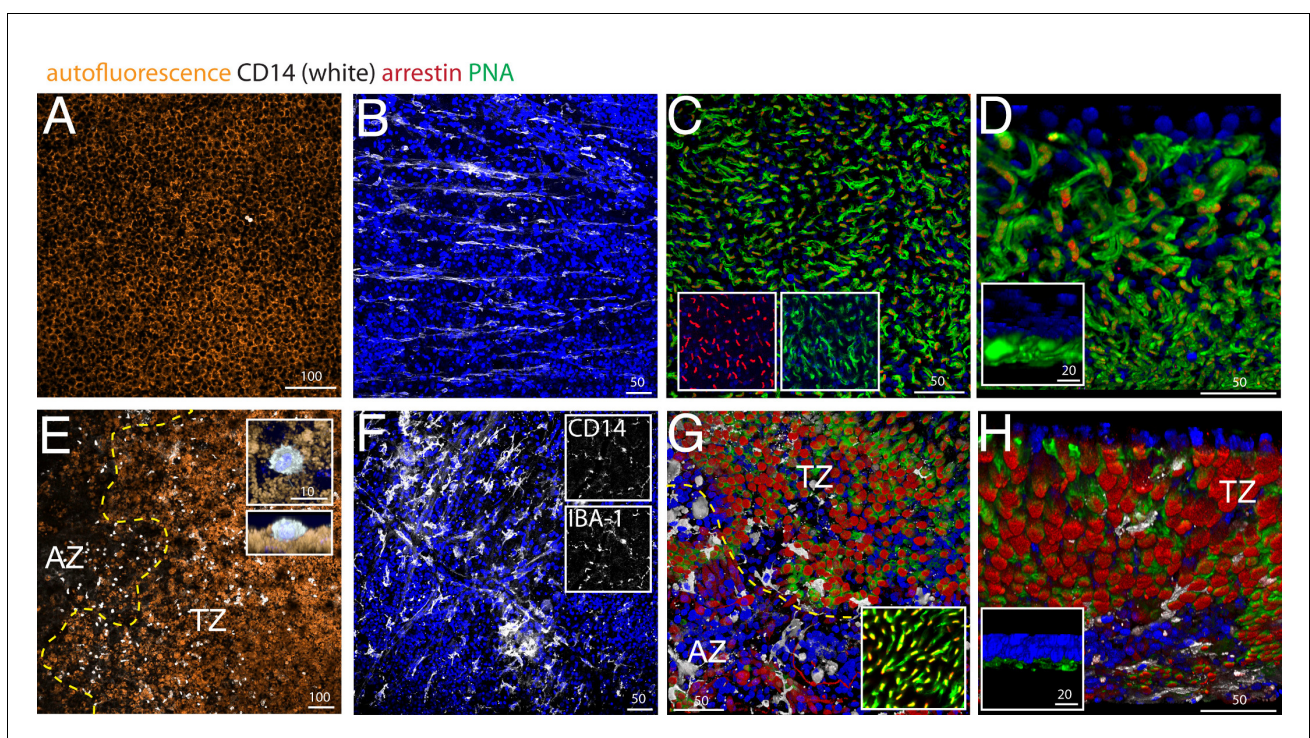 autofluorescence CD14 (white) arrestin PNA
A
100
B
50
C
50
D
20
50
E
AZ
TZ
10
100
F
CD14
IBA-1
50
G
TZ
AZ
50
H
TZ
20
50